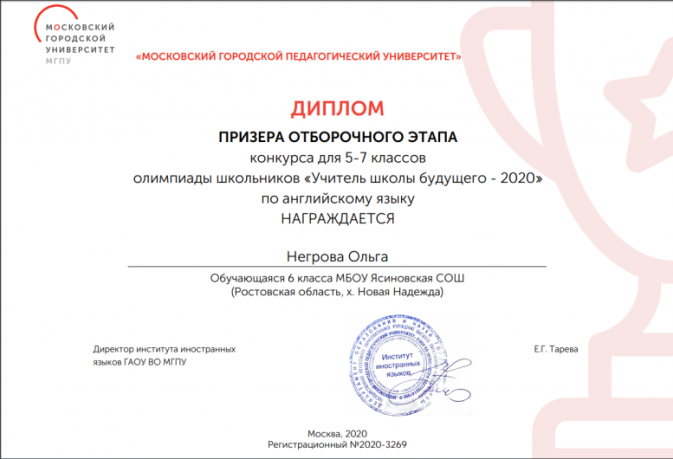 МОСКОВСКИЙ
ГОРОДСКОЙ
УНИВЕРСИТЕТ
МГПУ
«МОСКОВСКИЙ ГОРОДСКОЙ ПЕДАГОГИЧЕСКИЙ УНИВЕРСИТЕТ»
ДИПЛОМ
ПРИЗЕРА ОТБОРОЧНОГО ЭТАПА
конкурса для 5-7 классов
олимпиады школьников «Учитель школы будущего - 2020»
по английскому языку
НАГРАЖДАЕТСЯ
Негрова Ольга
Обучающаяся 6 класса МБОУ Ясиновская СОШ
(Ростовская область, х. Новая Надежда)
Директор института иностранных
языков ГАОУ ВО МГПУ
Институт
иностранных
языков
Е.Г. Тарева
Москва, 2020
Регистрационный №2020-3269